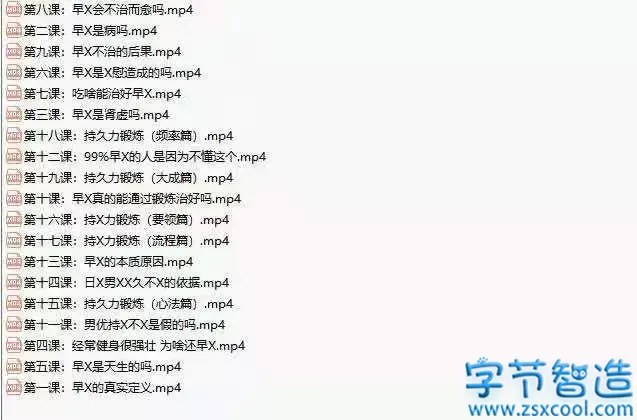 第八课：早X会不治而愈吗.mp4
第二课：早X是病吗.mp4
第九课：早X不治的后果.mp4
第六课：早X是X慰造成的吗.mp4
第七课：吃啥能治好早X.mp4
第三课：早X是肾虚吗.mp4
第十八课：持久力锻炼（频率篇）.mp4
第十二课：99%早X的人是因为不懂这个.mp4
第十九课：持久力锻炼（大成篇）.mp4
第十课：早X真的能通过锻炼治好吗.mp4
第十六课：持X力锻炼（要领篇）.mp4
第十七课：持X力锻炼（流程篇）.mp4
第十三课：早X的本质原因.mp4
第十四课：日X男XX久不X的依据.mp4
第十五课：持久力锻炼（心法篇）.mp4
第十一课：男优持X不X是假的吗.mp4
第四课：经常健身很强壮 为啥还早X.mp4
第五课：早X是天生的吗.mp4
第一课：早X的真实定义.mp4
字节智造
www.zsxcool.com